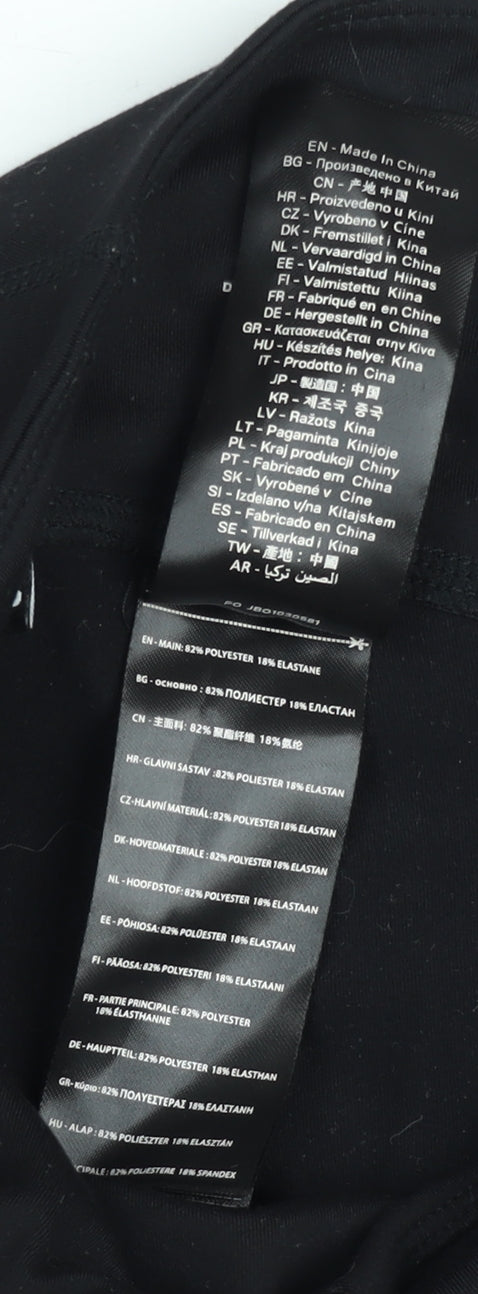 EN - Made In China
BG - Произведено в Китай
CN - 产地 中国
HR - Proizvedeno u Kini
CZ - Vyrobeno v Cíne
DK - Fremstillet i Kina
NL - Vervaardigd in China
EE - Valmistatud Hiinas
FI - Valmistettu Kiina
FR - Fabriqué en en Chine
DE - Hergestellt in China
GR - Κατασκευάζεται στην Κίνα
HU - Készítés helye: Kina
IT - Prodotto in Cina
JP - 製造国 : 中国
KR - 제조국 중국
LV - Ražots Kina
LT - Pagaminta Kinijoje
PL - Kraj produkcji Chiny
PT - Fabricado em China
SK - Vyrobené v Cíne
SI - Izdelano v/na Kitajskem
ES - Fabricado en China
SE - Tillverkad i Kina
TW - 產地 : 中國
AR - الصين تركيا
PO JBO1030581
EN - MAIN: 82% POLYESTER 18% ELASTANE
BG - основно : 82% ПОЛИЕСТЕР 18% ЕЛАСТАН
CN - 主面料: 82% 聚酯纤维 18% 氨纶
HR - GLAVNI SASTAV :82% POLIESTER 18% ELASTAN
CZ-HLAVNÍ MATERIÁL: 82% POLYESTER 18% ELASTAN
DK- HOVEDMATERIALE : 82% POLYESTER 18% ELASTAN
NL - HOOFDSTOF: 82% POLYESTER 18% ELASTAAN
EE - PÕHIOSA: 82% POLÜESTER 18% ELASTAAN
FI - PÄÄOSA: 82% POLYESTERI 18% ELASTAANI
FR - PARTIE PRINCIPALE: 82% POLYESTER
18% ÉLASTHANNE
DE - HAUPTTEIL: 82% POLYESTER 18% ELASTHAN
GR- κύριο: 82% ΠΟΛΥΕΣΤΕΡΑΣ 18% ΕΛΑΣΤΑΝΗ
HU - ALAP : 82% POLIÉSZTER 18% ELASZTÁN
CIPALE: 82% POLIESTERE 18% SPANDEX